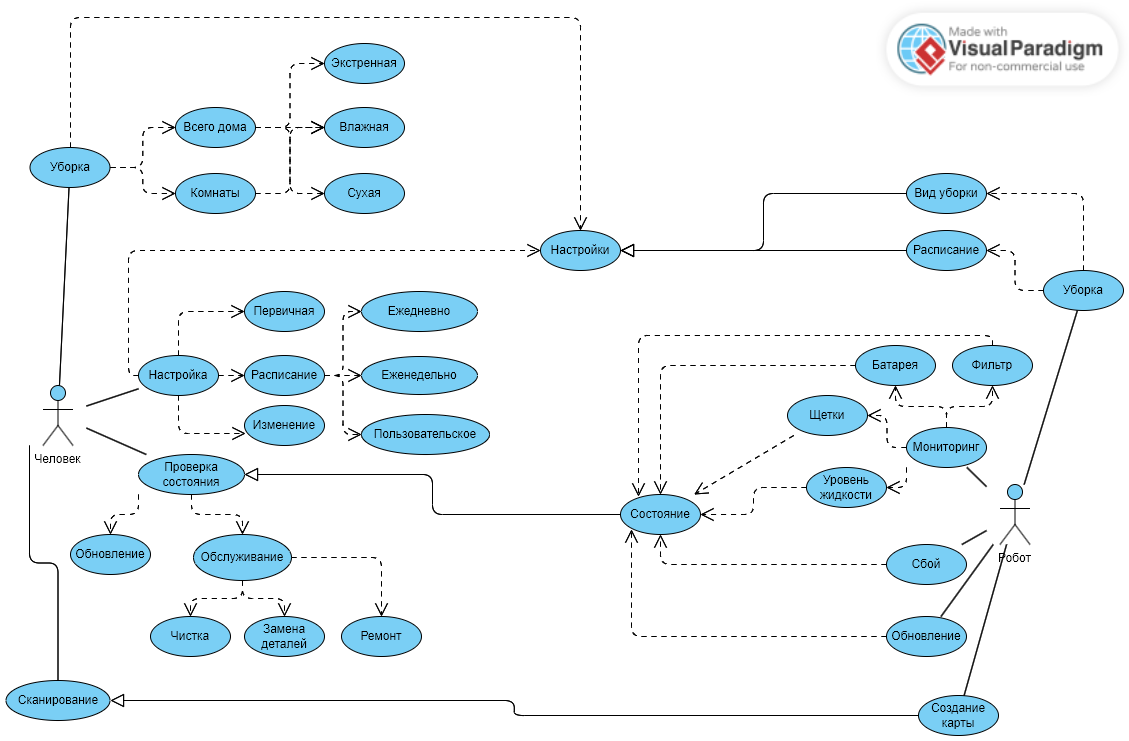 Made with
Visual Paradigm
For non-commercial use
Экстренная
Всего дома
Влажная
Уборка
Комнаты
Сухая
Вид уборки
Настройки
Расписание
Уборка
Первичная
Ежедневно
Настройка
Расписание
Еженедельно
Батарея
Фильтр
Изменение
Пользовательское
Щетки
Мониторинг
Человек
Проверка
состояния
Уровень
жидкости
Состояние
Обновление
Обслуживание
Сбой
Робот
Чистка
Замена
деталей
Ремонт
Обновление
Сканирование
Создание
карты